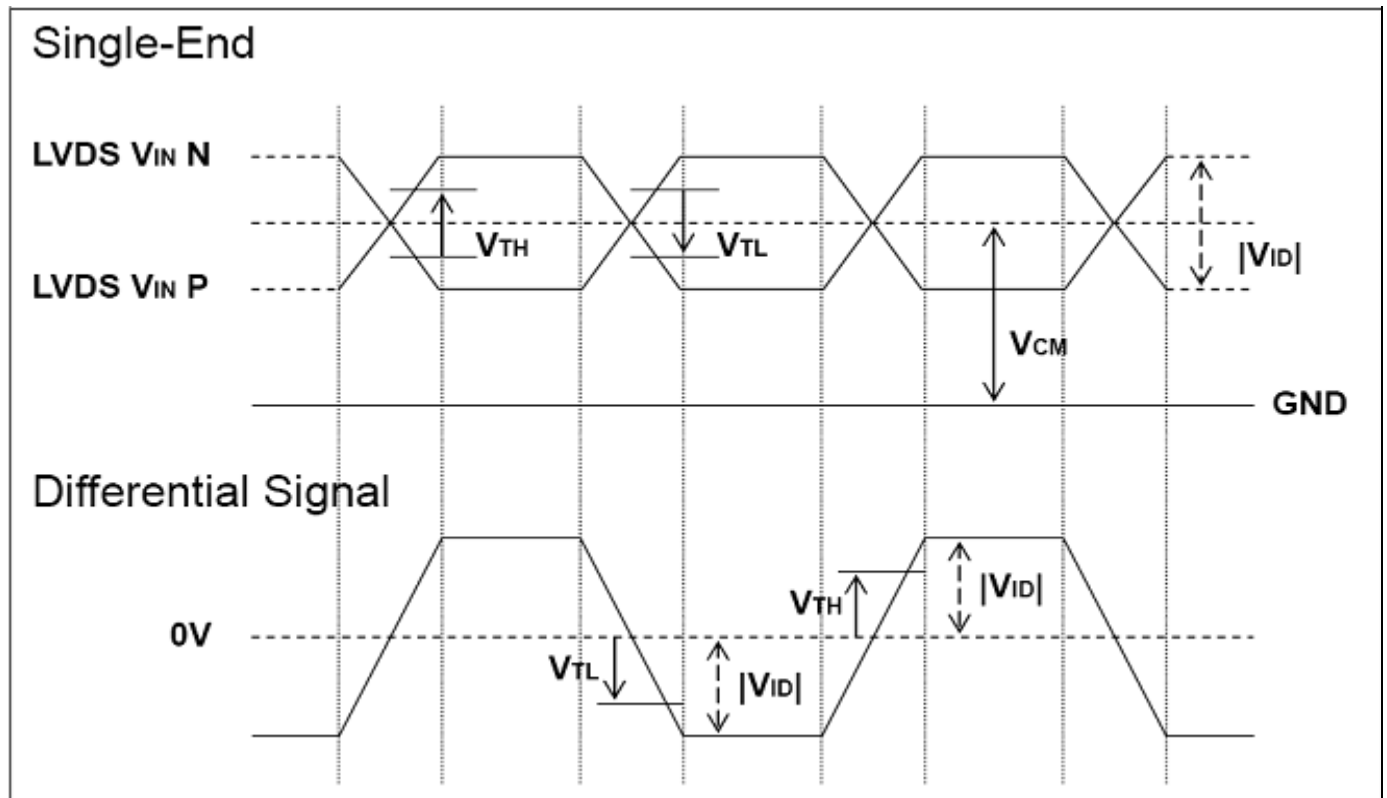 Single-End
LVDS VIN N
VTH
VTL
|VID|
LVDS VIN P
VCM
GND
Differential Signal
|VID|
VTH
0V
VTL
|VID|